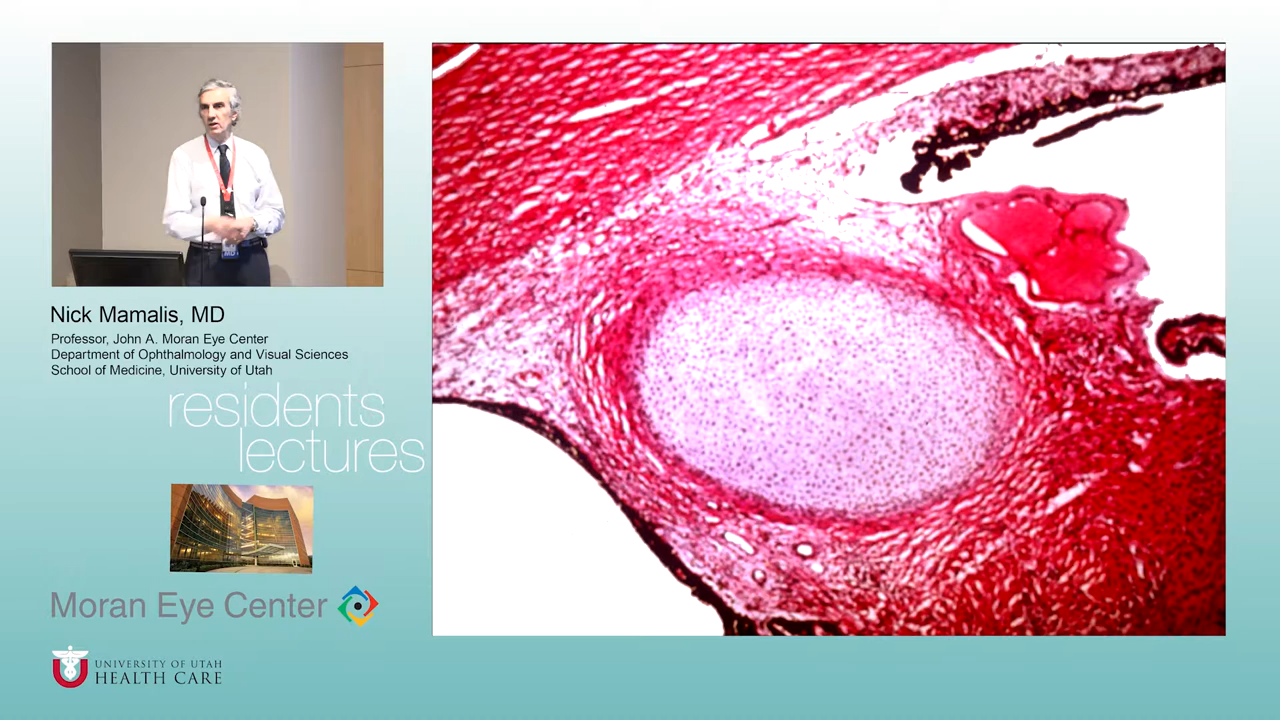 Nick Mamalis, MD
Professor, John A. Moran Eye Center
Department of Ophthalmology and Visual Sciences
School of Medicine, University of Utah
residents
lectures
Moran Eye Center
UNIVERSITY OF UTAH
HEALTH CARE
MD